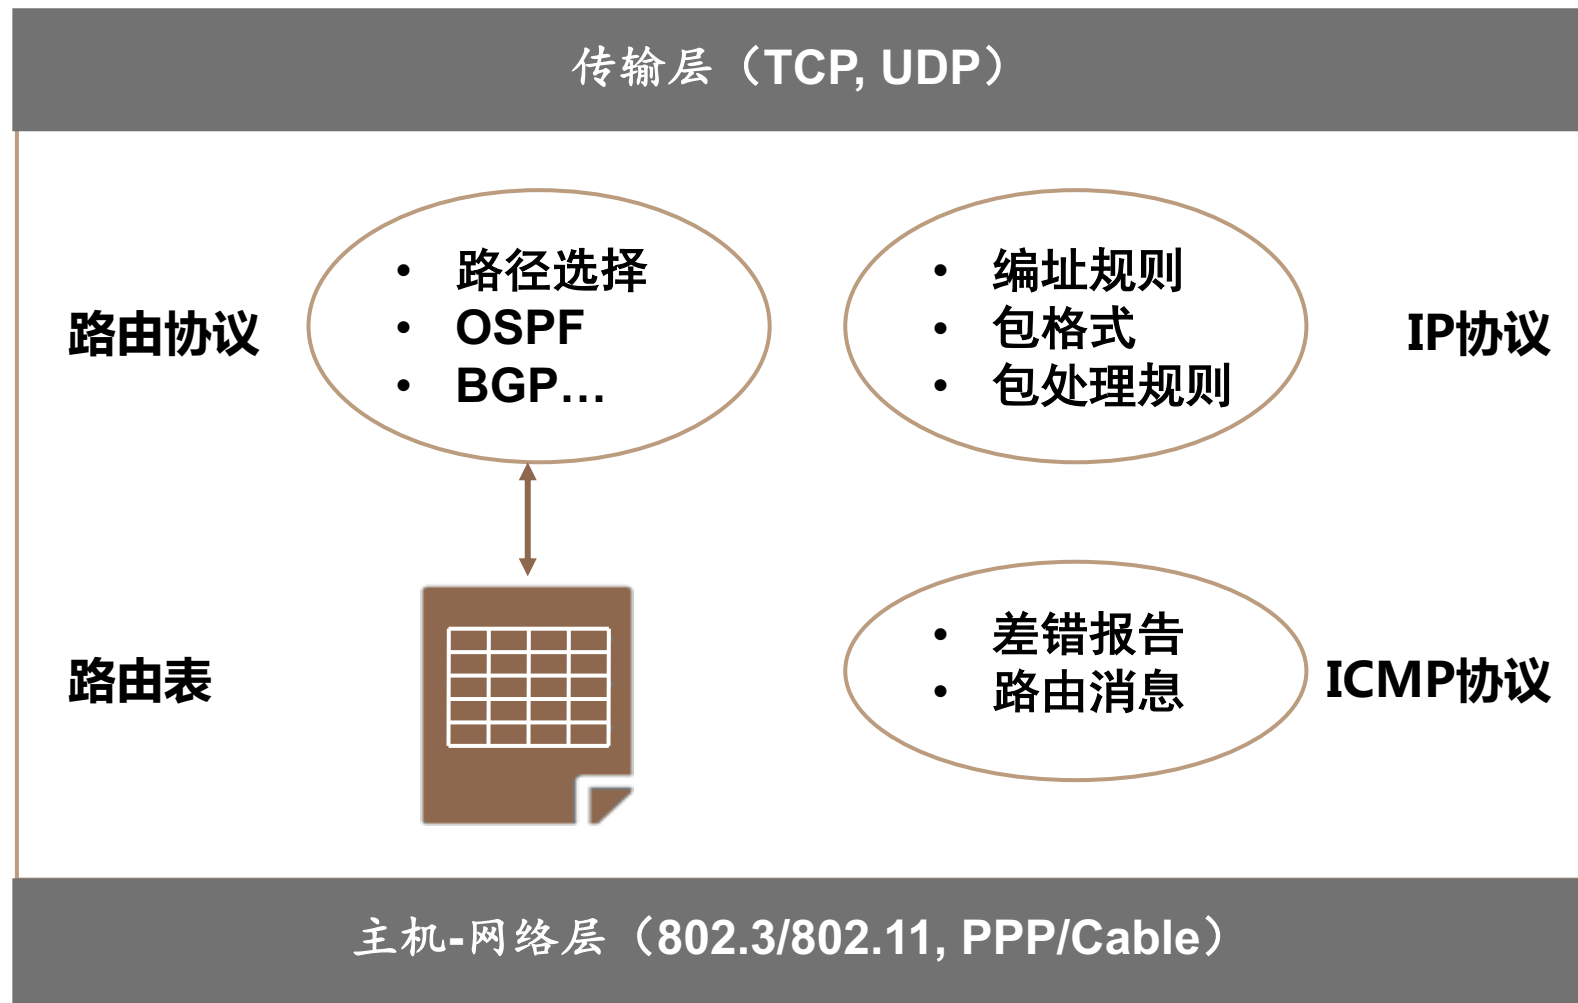 传输层（TCP, UDP）
路由协议
• 路径选择
• OSPF
• BGP…
• 编址规则
• 包格式
• 包处理规则
IP协议
路由表
• 差错报告
• 路由消息
ICMP协议
主机-网络层（802.3/802.11, PPP/Cable）